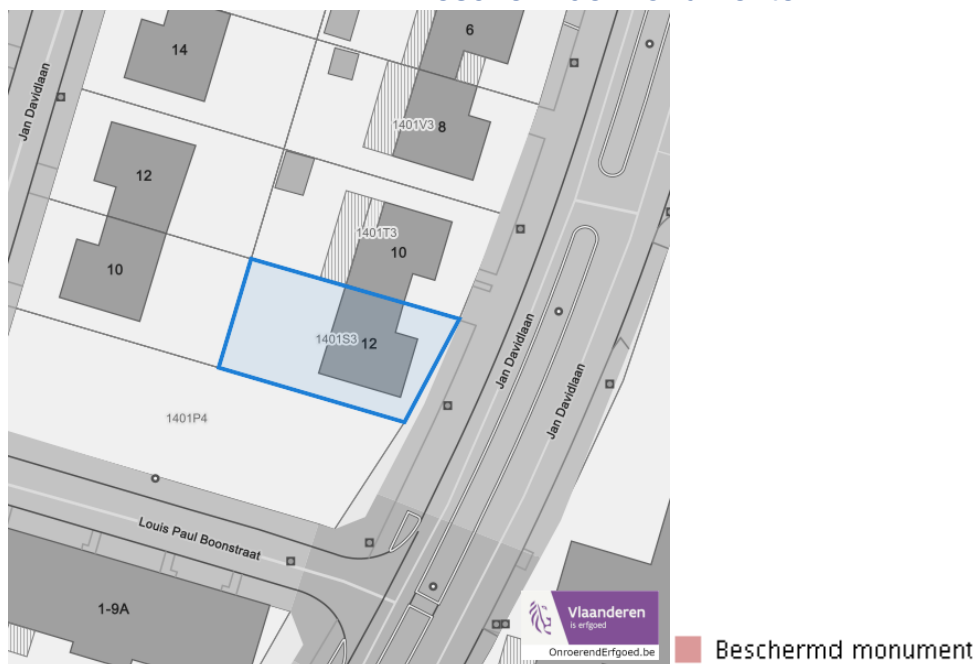 14
6
Jan Davidlaan
1401V3
8
12
1401T3
10
10
1401S3
12
Jan Davidlaan
Jan Davidlaan
1401P4
Louis Paul Boonstraat
1-9A
Vlaanderen
is erfgoed
OnroerendErfgoed.be
Beschermd monument